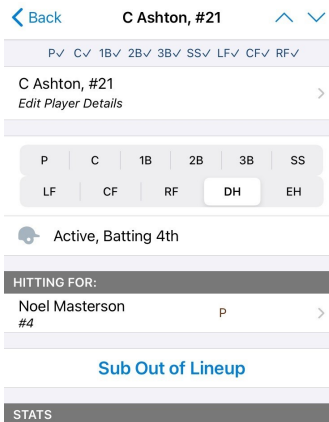 Back C Ashton, #21
P✓ C✓ 1B✓ 2B✓ 3B✓ SS✓ LF✓ CF✓ RF✓
C Ashton, #21
Edit Player Details
P C 1B 2B 3B SS
LF CF RF DH EH
Active, Batting 4th
HITTING FOR:
Noel Masterson P
#4
Sub Out of Lineup
STATS